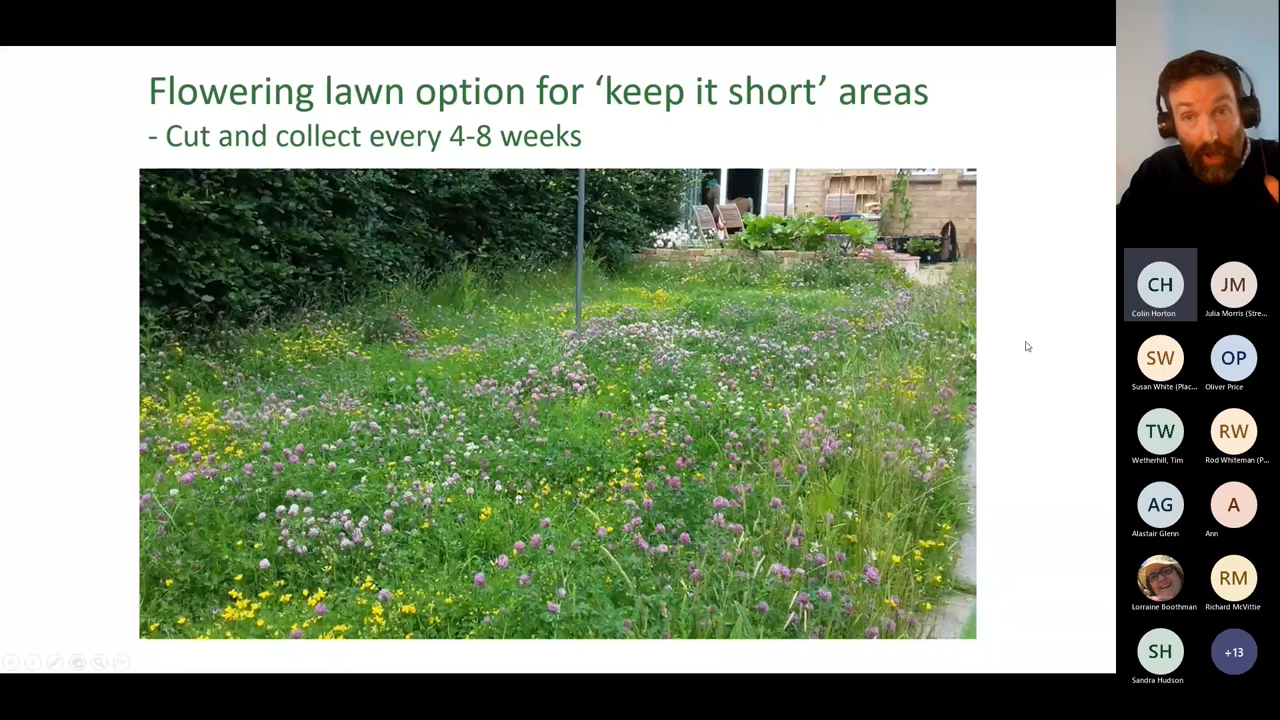 Flowering lawn option for ‘keep it short’ areas
- Cut and collect every 4-8 weeks
CH
Colin Horton
JM
Julia Morris (Stre...
SW
Susan White (Plac...
OP
Oliver Price
TW
Wetherhill, Tim
RW
Rod Whiteman (P...
AG
Alastair Glenn
A
Ann
Lorraine Boothman
RM
Richard McVittie
SH
Sandra Hudson
+13